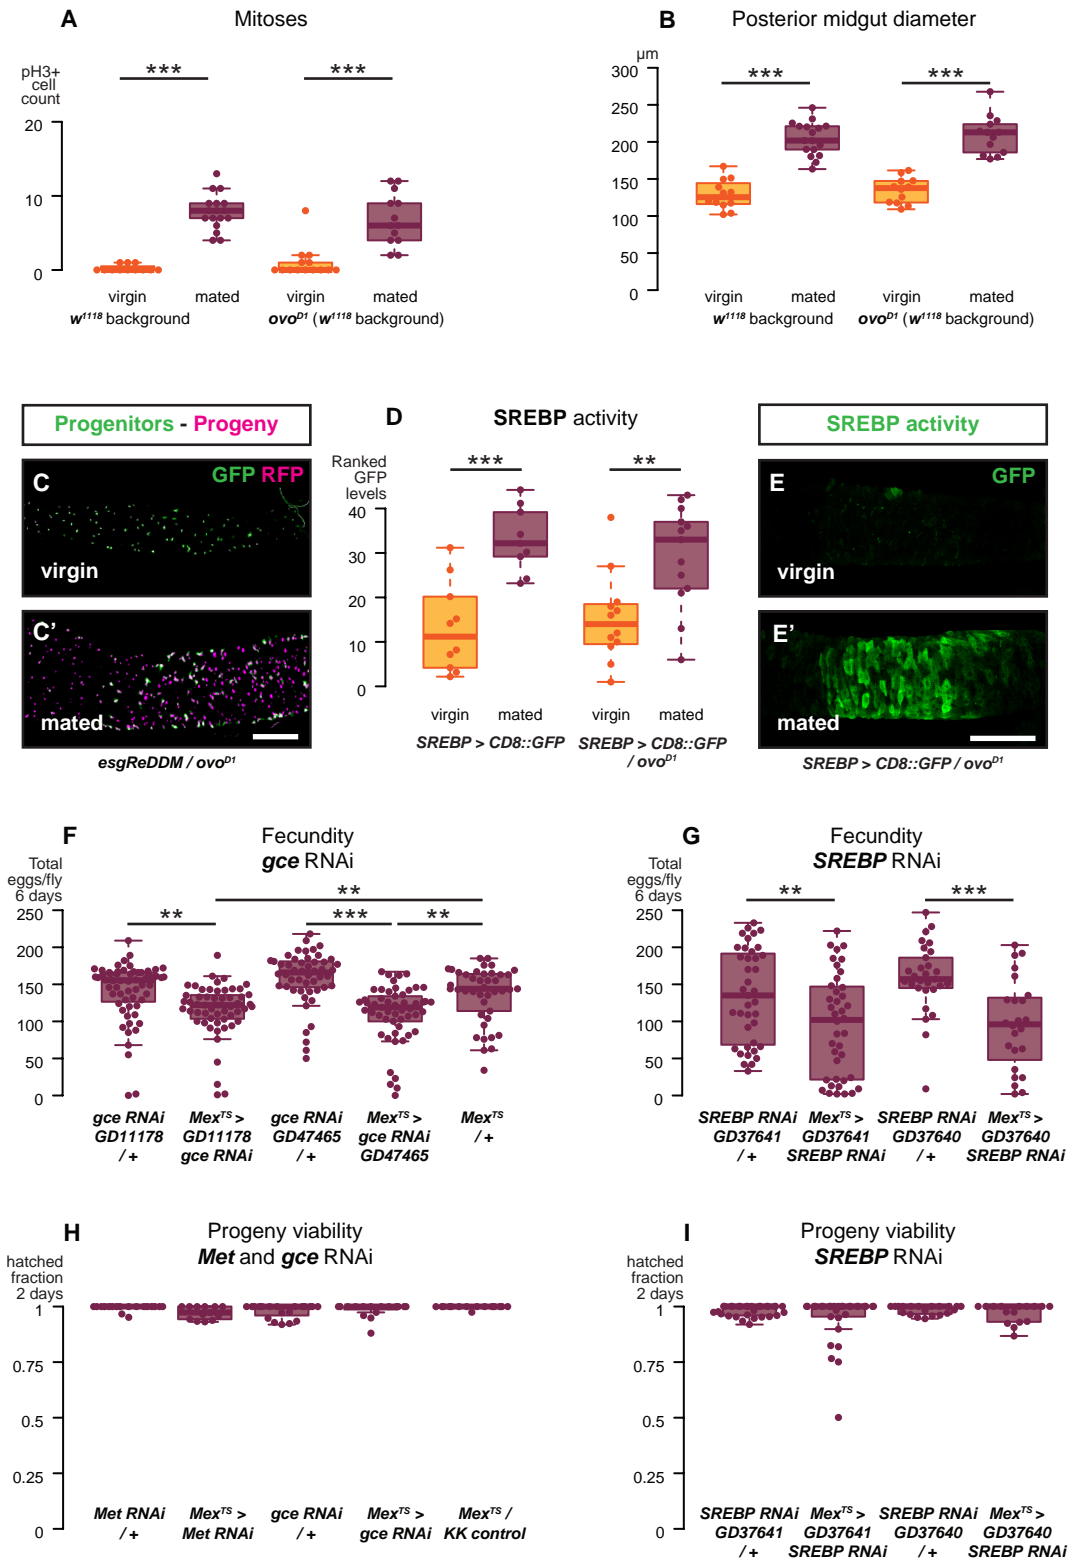 A
Mitoses
pH3+
cell
count
***
***
20
10
0
virgin
mated
virgin
mated
w1118 background
ovoD1 (w1118 background)
B
Posterior midgut diameter
µm
***
***
300
250
200
150
100
50
0
virgin
mated
virgin
mated
w1118 background
ovoD1 (w1118 background)
Progenitors - Progeny
C
GFP RFP
virgin
C'
mated
esgReDDM / ovoD1
D
SREBP activity
Ranked
GFP
levels
***
**
40
30
20
10
0
virgin
mated
virgin
mated
SREBP > CD8::GFP
SREBP > CD8::GFP
/ ovoD1
SREBP activity
E
GFP
virgin
E'
mated
SREBP > CD8::GFP / ovoD1
F
Fecundity
gce RNAi
Total
eggs/fly
6 days
**
**
***
**
250
200
150
100
50
0
gce RNAi
GD11178
/ +
MexTS >
GD11178
gce RNAi
gce RNAi
GD47465
/ +
MexTS >
gce RNAi
GD47465
MexTS
/ +
G
Fecundity
SREBP RNAi
Total
eggs/fly
6 days
**
***
250
200
150
100
50
0
SREBP RNAi
GD37641
/ +
MexTS >
GD37641
SREBP RNAi
SREBP RNAi
GD37640
/ +
MexTS >
GD37640
SREBP RNAi
H
Progeny viability
Met and gce RNAi
hatched
fraction
2 days
1
0.75
0.5
0.25
0
Met RNAi
/ +
MexTS >
Met RNAi
gce RNAi
/ +
MexTS >
gce RNAi
MexTS /
KK control
I
Progeny viability
SREBP RNAi
hatched
fraction
2 days
1
0.75
0.5
0.25
0
SREBP RNAi
GD37641
/ +
MexTS >
GD37641
SREBP RNAi
SREBP RNAi
GD37640
/ +
MexTS >
GD37640
SREBP RNAi